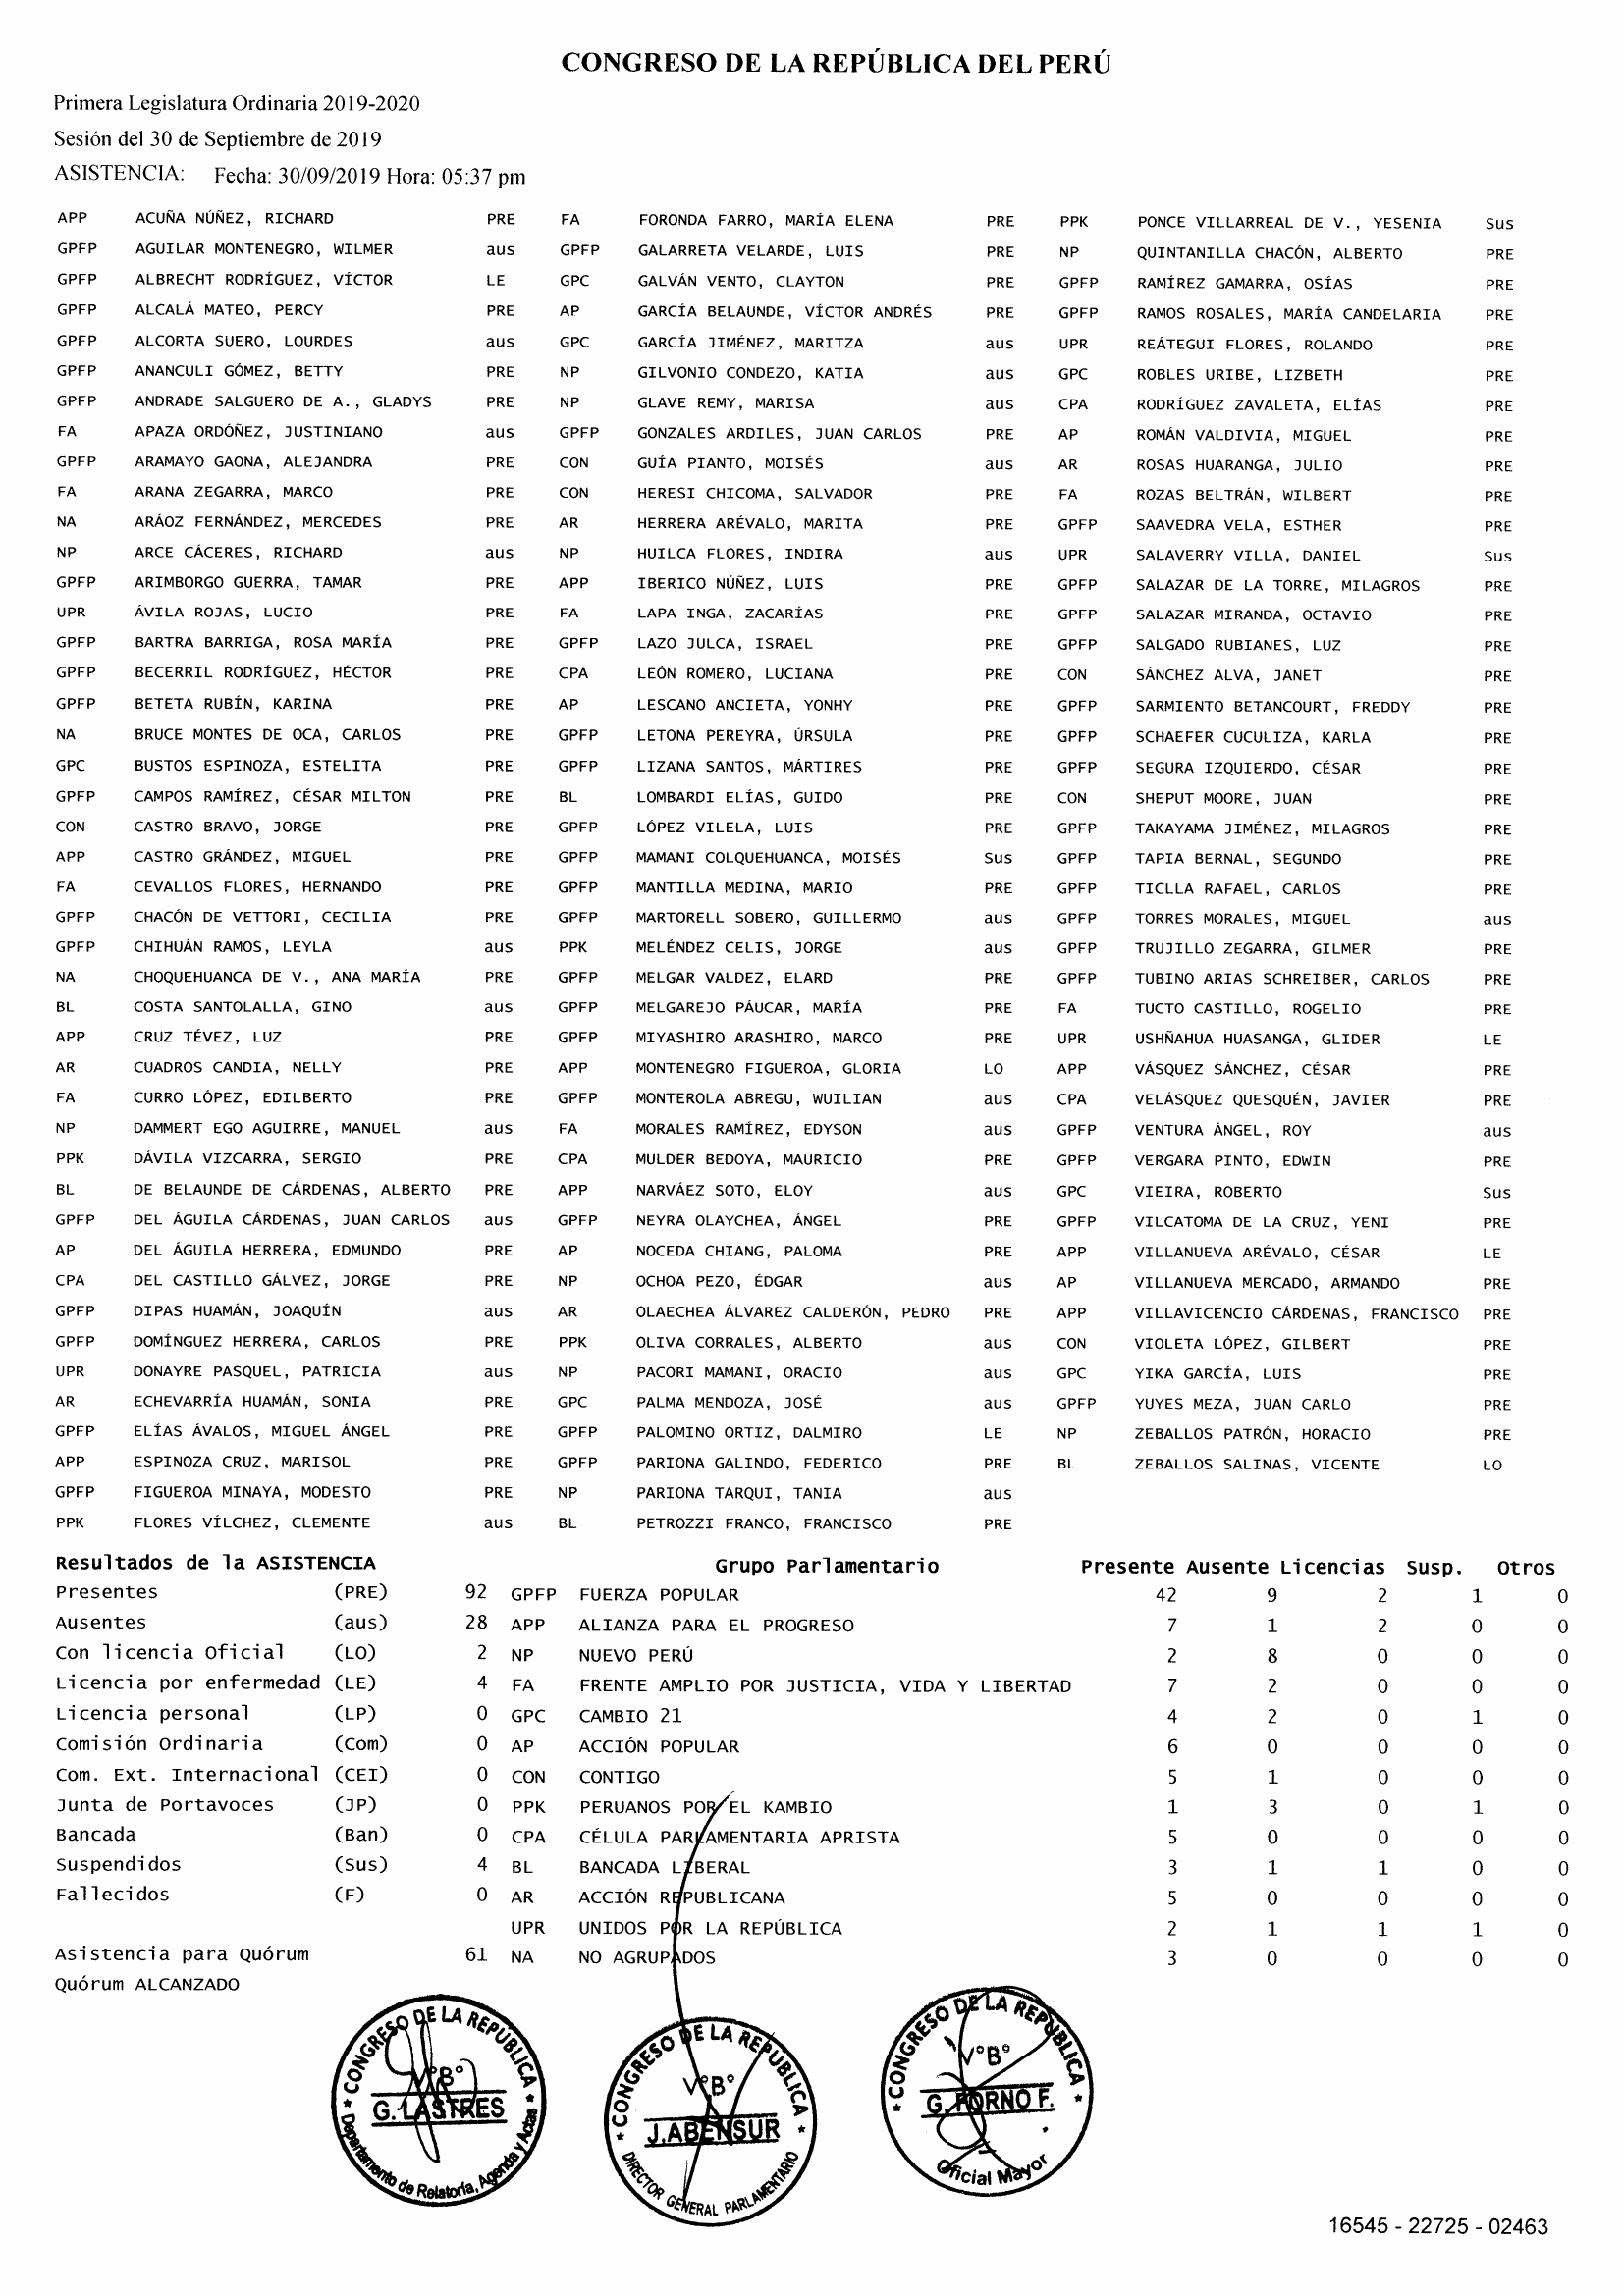 CONGRESO DE LA REPÚBLICA DEL PERÚ
Primera Legislatura Ordinaria 2019-2020
Sesión del 30 de Septiembre de 2019
ASISTENCIA: Fecha: 30/09/2019 Hora: 05:37 pm
APP ACUÑA NÚÑEZ, RICHARD PRE FA FORONDA FARRO, MARÍA ELENA PRE PPK PONCE VILLARREAL DE V., YESENIA Sus
GPFP AGUILAR MONTENEGRO, WILMER aus GPFP GALARRETA VELARDE, LUIS PRE NP QUINTANILLA CHACÓN, ALBERTO PRE
GPFP ALBRECHT RODRÍGUEZ, VÍCTOR LE GPC GALVÁN VENTO, CLAYTON PRE GPFP RAMÍREZ GAMARRA, OSÍAS PRE
GPFP ALCALÁ MATEO, PERCY PRE AP GARCÍA BELAUNDE, VÍCTOR ANDRÉS PRE GPFP RAMOS ROSALES, MARÍA CANDELARIA PRE
GPFP ALCORTA SUERO, LOURDES aus GPC GARCÍA JIMÉNEZ, MARITZA aus UPR REÁTEGUI FLORES, ROLANDO PRE
GPFP ANANCULI GÓMEZ, BETTY PRE NP GILVONIO CONDEZO, KATIA aus GPC ROBLES URIBE, LIZBETH PRE
GPFP ANDRADE SALGUERO DE A., GLADYS PRE NP GLAVE REMY, MARISA aus CPA RODRÍGUEZ ZAVALETA, ELÍAS PRE
FA APAZA ORDÓÑEZ, JUSTINIANO aus GPFP GONZALES ARDILES, JUAN CARLOS PRE AP ROMÁN VALDIVIA, MIGUEL PRE
GPFP ARAMAYO GAONA, ALEJANDRA PRE CON GUÍA PIANTO, MOISÉS aus AR ROSAS HUARANGA, JULIO PRE
FA ARANA ZEGARRA, MARCO PRE CON HERESI CHICOMA, SALVADOR PRE FA ROZAS BELTRÁN, WILBERT PRE
NA ARÁOZ FERNÁNDEZ, MERCEDES PRE AR HERRERA ARÉVALO, MARITA PRE GPFP SAAVEDRA VELA, ESTHER PRE
NP ARCE CÁCERES, RICHARD aus NP HUILCA FLORES, INDIRA aus UPR SALAVERRY VILLA, DANIEL Sus
GPFP ARIMBORGO GUERRA, TAMAR PRE APP IBERICO NÚÑEZ, LUIS PRE GPFP SALAZAR DE LA TORRE, MILAGROS PRE
UPR ÁVILA ROJAS, LUCIO PRE FA LAPA INGA, ZACARÍAS PRE GPFP SALAZAR MIRANDA, OCTAVIO PRE
GPFP BARTRA BARRIGA, ROSA MARÍA PRE GPFP LAZO JULCA, ISRAEL PRE GPFP SALGADO RUBIANES, LUZ PRE
GPFP BECERRIL RODRÍGUEZ, HÉCTOR PRE CPA LEÓN ROMERO, LUCIANA PRE CON SÁNCHEZ ALVA, JANET PRE
GPFP BETETA RUBÍN, KARINA PRE AP LESCANO ANCIETA, YONHY PRE GPFP SARMIENTO BETANCOURT, FREDDY PRE
NA BRUCE MONTES DE OCA, CARLOS PRE GPFP LETONA PEREYRA, ÚRSULA PRE GPFP SCHAEFER CUCULIZA, KARLA PRE
GPC BUSTOS ESPINOZA, ESTELITA PRE GPFP LIZANA SANTOS, MÁRTIRES PRE GPFP SEGURA IZQUIERDO, CÉSAR PRE
GPFP CAMPOS RAMÍREZ, CÉSAR MILTON PRE BL LOMBARDI ELÍAS, GUIDO PRE CON SHEPUT MOORE, JUAN PRE
CON CASTRO BRAVO, JORGE PRE GPFP LÓPEZ VILELA, LUIS PRE GPFP TAKAYAMA JIMÉNEZ, MILAGROS PRE
APP CASTRO GRÁNDEZ, MIGUEL PRE GPFP MAMANI COLQUEHUANCA, MOISÉS Sus GPFP TAPIA BERNAL, SEGUNDO PRE
FA CEVALLOS FLORES, HERNANDO PRE GPFP MANTILLA MEDINA, MARIO PRE GPFP TICLLA RAFAEL, CARLOS PRE
GPFP CHACÓN DE VETTORI, CECILIA PRE GPFP MARTORELL SOBERO, GUILLERMO aus GPFP TORRES MORALES, MIGUEL aus
GPFP CHIHUÁN RAMOS, LEYLA aus PPK MELÉNDEZ CELIS, JORGE aus GPFP TRUJILLO ZEGARRA, GILMER PRE
NA CHOQUEHUANCA DE V., ANA MARÍA PRE GPFP MELGAR VALDEZ, ELARD PRE GPFP TUBINO ARIAS SCHREIBER, CARLOS PRE
BL COSTA SANTOLALLA, GINO aus GPFP MELGAREJO PÁUCAR, MARÍA PRE FA TUCTO CASTILLO, ROGELIO PRE
APP CRUZ TÉVEZ, LUZ PRE GPFP MIYASHIRO ARASHIRO, MARCO PRE UPR USHÑAHUA HUASANGA, GLIDER LE
AR CUADROS CANDIA, NELLY PRE APP MONTENEGRO FIGUEROA, GLORIA LO APP VÁSQUEZ SÁNCHEZ, CÉSAR PRE
FA CURRO LÓPEZ, EDILBERTO PRE GPFP MONTEROLA ABREGU, WUILIAN aus CPA VELÁSQUEZ QUESQUÉN, JAVIER PRE
NP DAMMERT EGO AGUIRRE, MANUEL aus FA MORALES RAMÍREZ, EDYSON aus GPFP VENTURA ÁNGEL, ROY aus
PPK DÁVILA VIZCARRA, SERGIO PRE CPA MULDER BEDOYA, MAURICIO PRE GPFP VERGARA PINTO, EDWIN PRE
BL DE BELAUNDE DE CÁRDENAS, ALBERTO PRE APP NARVÁEZ SOTO, ELOY aus GPC VIEIRA, ROBERTO Sus
GPFP DEL ÁGUILA CÁRDENAS, JUAN CARLOS aus GPFP NEYRA OLAYCHEA, ÁNGEL PRE GPFP VILCATOMA DE LA CRUZ, YENI PRE
AP DEL ÁGUILA HERRERA, EDMUNDO PRE AP NOCEDA CHIANG, PALOMA PRE APP VILLANUEVA ARÉVALO, CÉSAR LE
CPA DEL CASTILLO GÁLVEZ, JORGE PRE NP OCHOA PEZO, ÉDGAR aus AP VILLANUEVA MERCADO, ARMANDO PRE
GPFP DIPAS HUAMÁN, JOAQUÍN aus AR OLAECHEA ÁLVAREZ CALDERÓN, PEDRO PRE APP VILLAVICENCIO CÁRDENAS, FRANCISCO PRE
GPFP DOMÍNGUEZ HERRERA, CARLOS PRE PPK OLIVA CORRALES, ALBERTO aus CON VIOLETA LÓPEZ, GILBERT PRE
UPR DONAYRE PASQUEL, PATRICIA aus NP PACORI MAMANI, ORACIO aus GPC YIKA GARCÍA, LUIS PRE
AR ECHEVARRÍA HUAMÁN, SONIA PRE GPC PALMA MENDOZA, JOSÉ aus GPFP YUYES MEZA, JUAN CARLO PRE
GPFP ELÍAS ÁVALOS, MIGUEL ÁNGEL PRE GPFP PALOMINO ORTIZ, DALMIRO LE NP ZEBALLOS PATRÓN, HORACIO PRE
APP ESPINOZA CRUZ, MARISOL PRE GPFP PARIONA GALINDO, FEDERICO PRE BL ZEBALLOS SALINAS, VICENTE LO
GPFP FIGUEROA MINAYA, MODESTO PRE NP PARIONA TARQUI, TANIA aus
PPK FLORES VÍLCHEZ, CLEMENTE aus BL PETROZZI FRANCO, FRANCISCO PRE
Resultados de la ASISTENCIA Grupo Parlamentario Presente Ausente Licencias Susp. Otros
Presentes (PRE) 92 GPFP FUERZA POPULAR 42 9 2 1 0
Ausentes (aus) 28 APP ALIANZA PARA EL PROGRESO 7 1 2 0 0
Con licencia Oficial (LO) 2 NP NUEVO PERÚ 2 8 0 0 0
Licencia por enfermedad (LE) 4 FA FRENTE AMPLIO POR JUSTICIA, VIDA Y LIBERTAD 7 2 0 0 0
Licencia personal (LP) 0 GPC CAMBIO 21 4 2 0 1 0
Comisión Ordinaria (Com) 0 AP ACCIÓN POPULAR 6 0 0 0 0
Com. Ext. Internacional (CEI) 0 CON CONTIGO 5 1 0 0 0
Junta de Portavoces (JP) 0 PPK PERUANOS POR EL KAMBIO 1 3 0 1 0
Bancada (Ban) 0 CPA CÉLULA PARLAMENTARIA APRISTA 5 0 0 0 0
Suspendidos (Sus) 4 BL BANCADA LIBERAL 3 1 1 0 0
Fallecidos (F) 0 AR ACCIÓN REPUBLICANA 5 0 0 0 0
UPR UNIDOS POR LA REPÚBLICA 2 1 1 1 0
Asistencia para Quórum 61 NA NO AGRUPADOS 3 0 0 0 0
Quórum ALCANZADO
CONGRESO DE LA REPÚBLICA
V°B°
G. LASTRES
Departamento de Relatoría, Agenda y Actas
CONGRESO DE LA REPÚBLICA
V°B°
J. ABENSUR
DIRECTOR GENERAL PARLAMENTARIO
CONGRESO DE LA REPÚBLICA
V°B°
G. FORNO F.
Oficial Mayor
16545 - 22725 - 02463